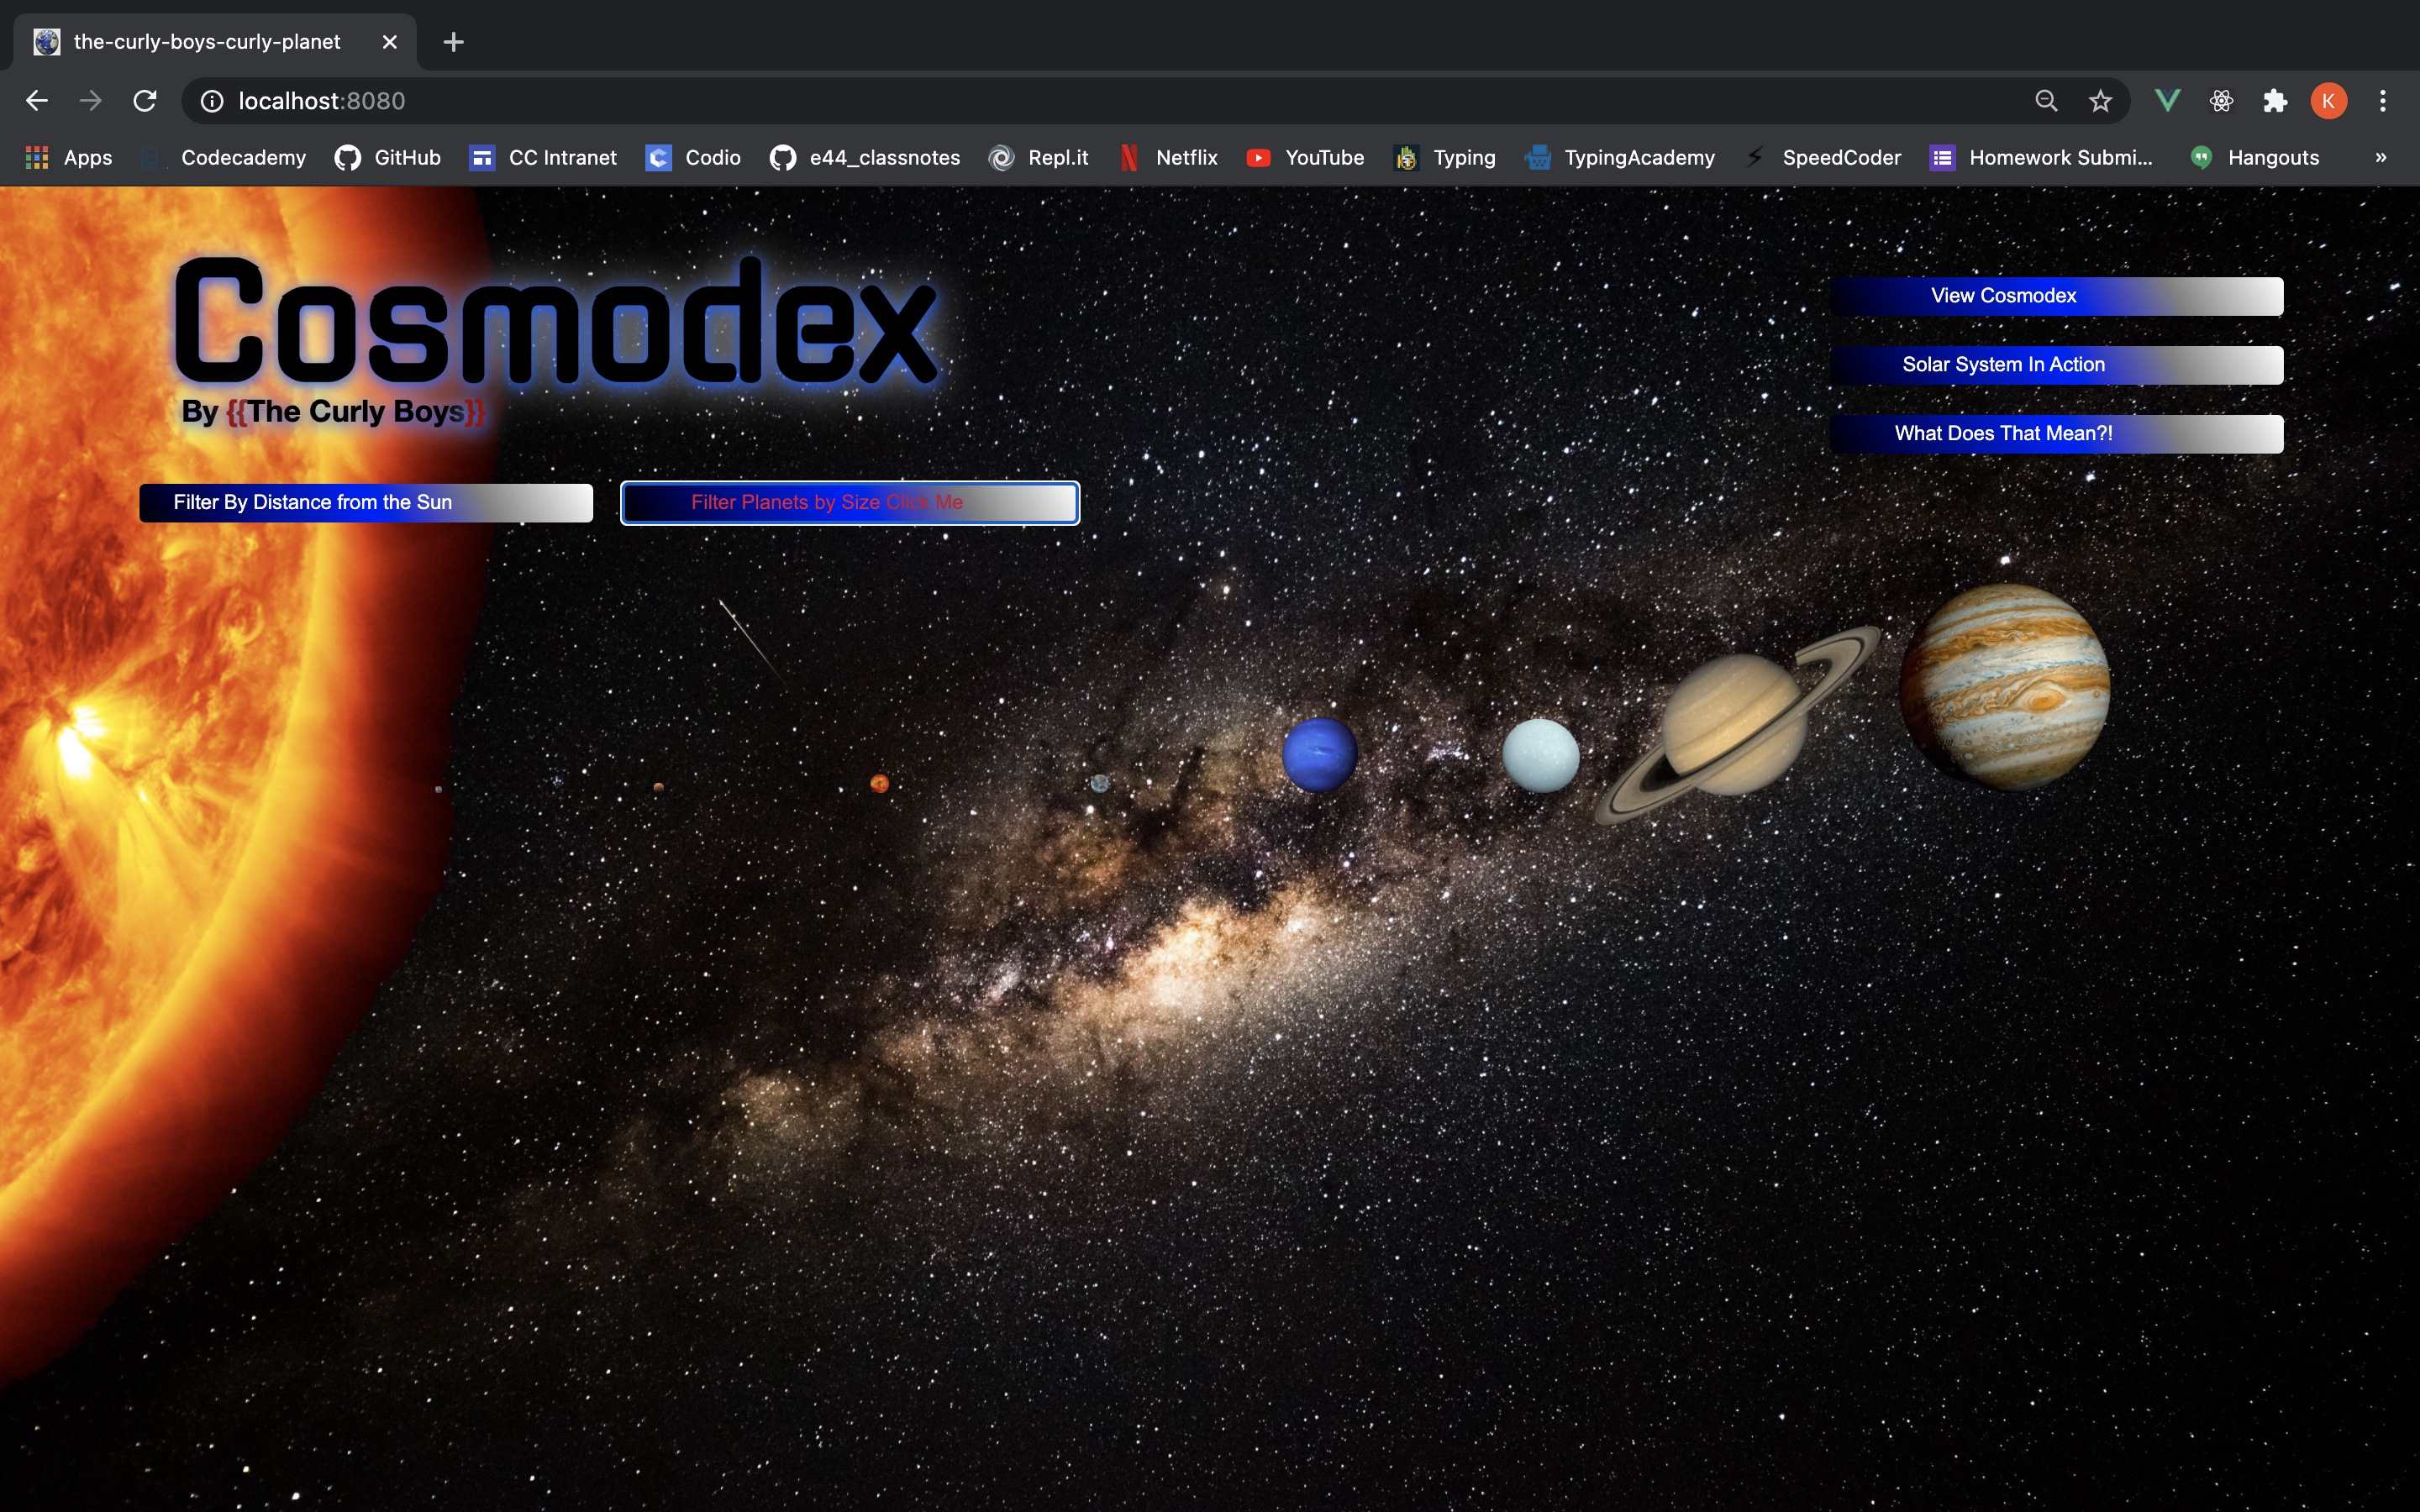 the-curly-boys-curly-planet
localhost:8080
K
Apps Codecademy GitHub CC Intranet Codio e44_classnotes Repl.it Netflix YouTube Typing TypingAcademy SpeedCoder Homework Submi... Hangouts »
Cosmodex
By {{The Curly Boys}}
View Cosmodex
Solar System In Action
What Does That Mean?!
Filter By Distance from the Sun
Filter Planets by Size Click Me